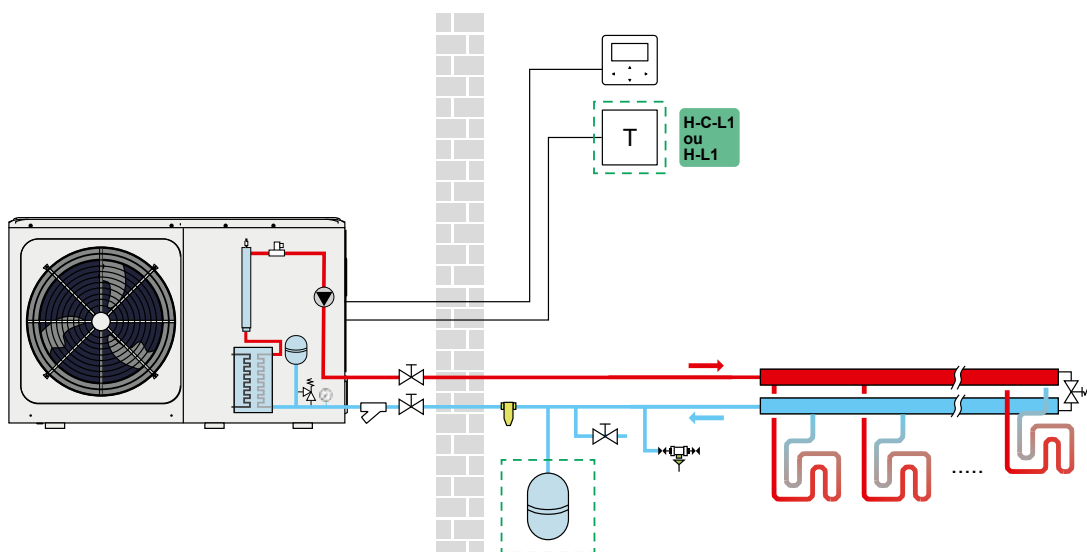 T
H-C-L1
ou
H-L1
.....
M